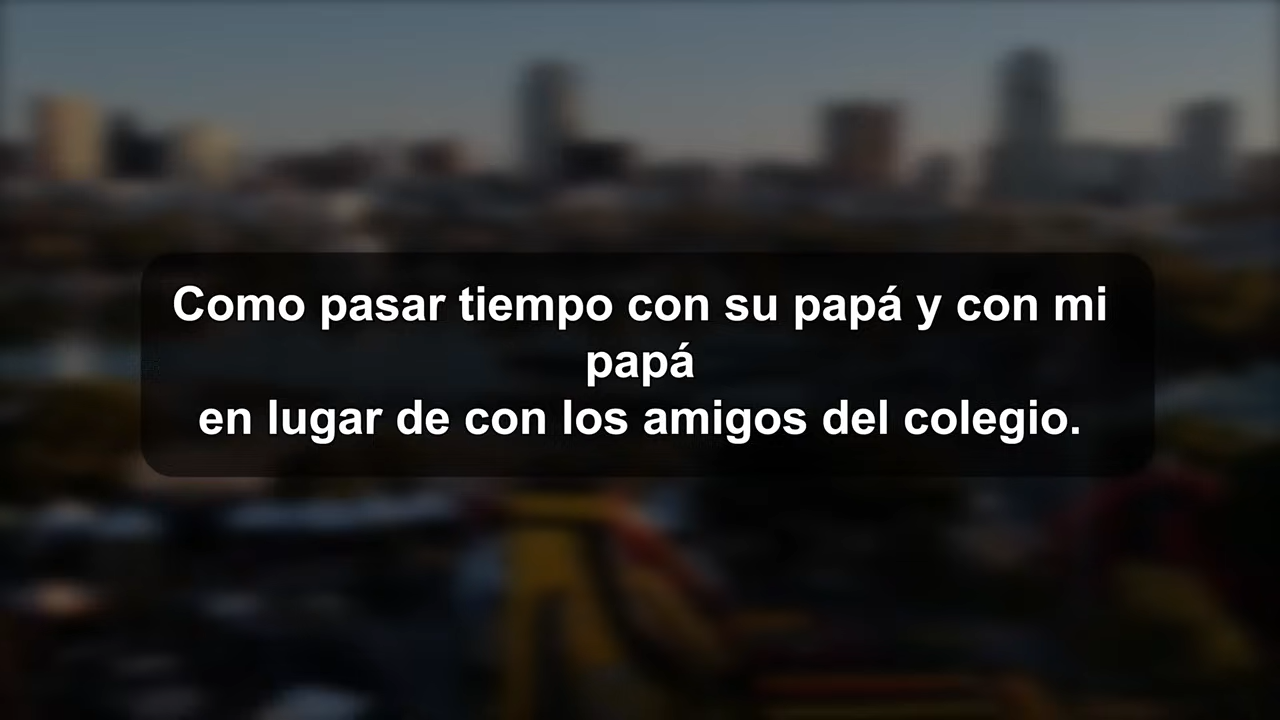 Como pasar tiempo con su papá y con mi
papá
en lugar de con los amigos del colegio.